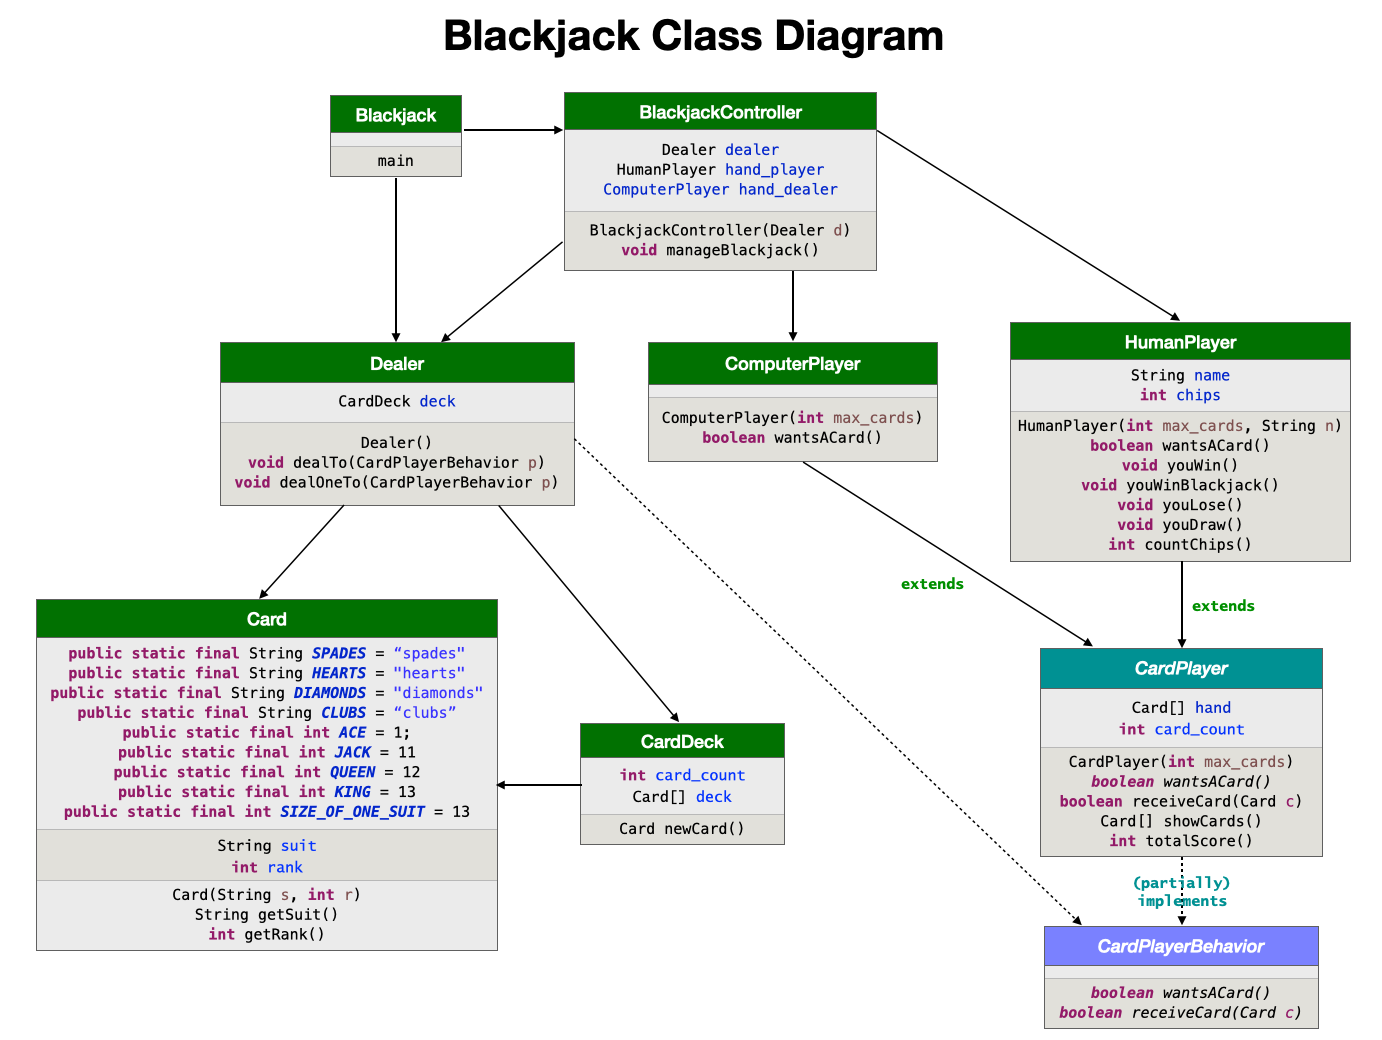 Blackjack Class Diagram
Blackjack
main
BlackjackController
Dealer dealer
HumanPlayer hand_player
ComputerPlayer hand_dealer
BlackjackController(Dealer d)
void manageBlackjack()
Dealer
CardDeck deck
Dealer()
void dealTo(CardPlayerBehavior p)
void dealOneTo(CardPlayerBehavior p)
ComputerPlayer
ComputerPlayer(int max_cards)
boolean wantsACard()
HumanPlayer
String name
int chips
HumanPlayer(int max_cards, String n)
boolean wantsACard()
void youWin()
void youWinBlackjack()
void youLose()
void youDraw()
int countChips()
extends
extends
Card
public static final String SPADES = “spades"
public static final String HEARTS = "hearts"
public static final String DIAMONDS = "diamonds"
public static final String CLUBS = “clubs”
public static final int ACE = 1;
public static final int JACK = 11
public static final int QUEEN = 12
public static final int KING = 13
public static final int SIZE_OF_ONE_SUIT = 13
String suit
int rank
Card(String s, int r)
String getSuit()
int getRank()
CardDeck
int card_count
Card[] deck
Card newCard()
CardPlayer
Card[] hand
int card_count
CardPlayer(int max_cards)
boolean wantsACard()
boolean receiveCard(Card c)
Card[] showCards()
int totalScore()
(partially)
implements
CardPlayerBehavior
boolean wantsACard()
boolean receiveCard(Card c)